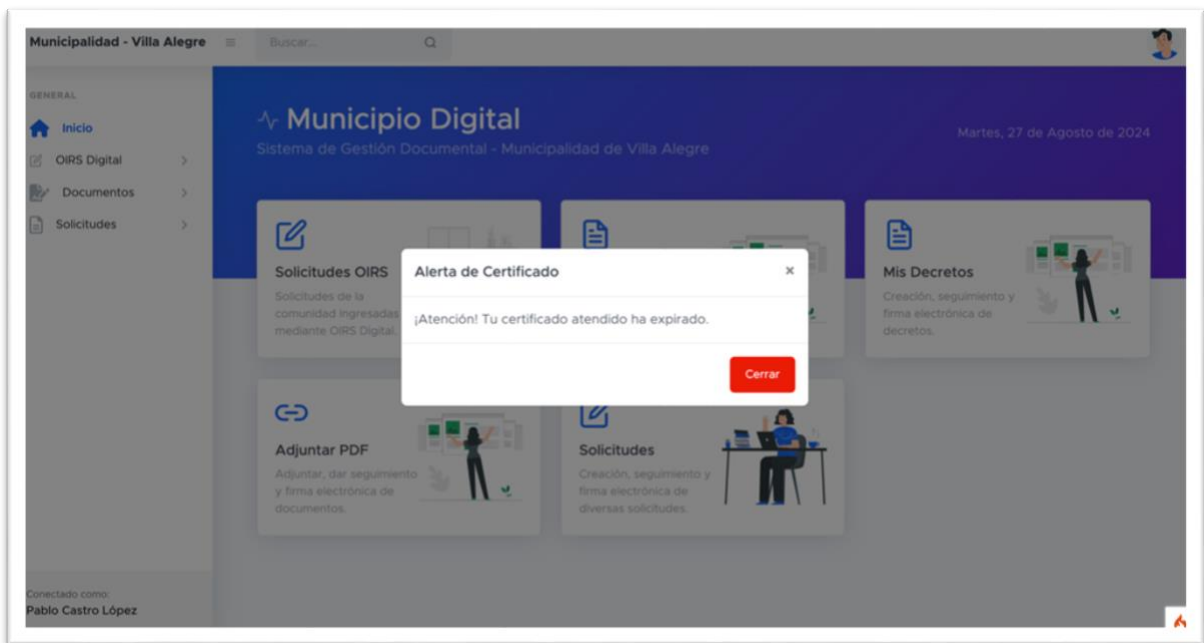 Municipalidad - Villa Alegre
Buscar...
GENERAL
Inicio
OIRS Digital
Documentos
Solicitudes
Municipio Digital
Sistema de Gestión Documental - Municipalidad de Villa Alegre
Martes, 27 de Agosto de 2024
Solicitudes OIRS
Solicitudes de la
comunidad ingresadas
mediante OIRS Digital.
Alerta de Certificado
×
¡Atención! Tu certificado atendido ha expirado.
Cerrar
Mis Decretos
Creación, seguimiento y
firma electrónica de
decretos.
Adjuntar PDF
Adjuntar, dar seguimiento
y firma electrónica de
documentos.
Solicitudes
Creación, seguimiento y
firma electrónica de
diversas solicitudes.
Conectado como:
Pablo Castro López